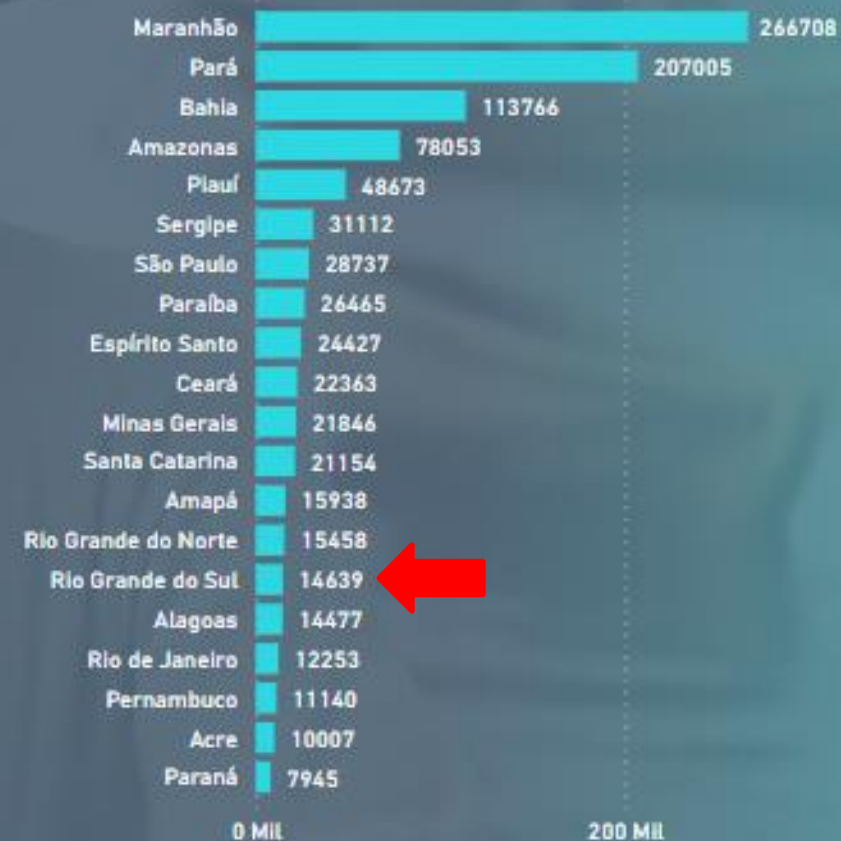 Maranhão 266708
Pará 207005
Bahia 113766
Amazonas 78053
Piauí 48673
Sergipe 31112
São Paulo 28737
Paraíba 26465
Espírito Santo 24427
Ceará 22363
Minas Gerais 21846
Santa Catarina 21154
Amapá 15938
Rio Grande do Norte 15458
Rio Grande do Sul 14639
Alagoas 14477
Rio de Janeiro 12253
Pernambuco 11140
Acre 10007
Paraná 7945
0 Mil 200 Mil